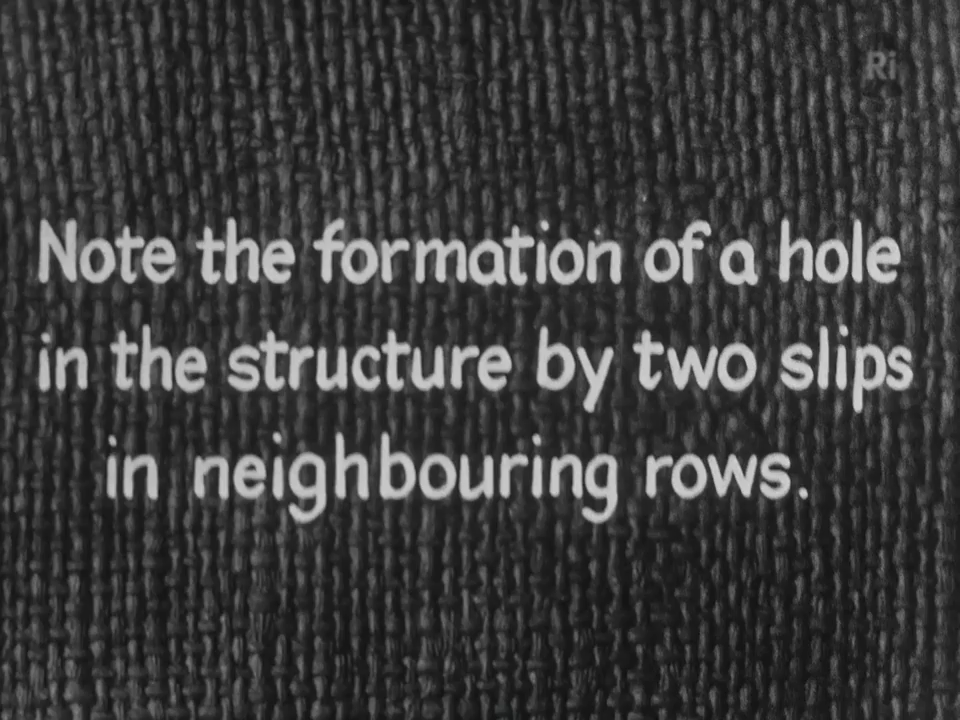 Ri
Note the formation of a hole
in the structure by two slips
in neighbouring rows.